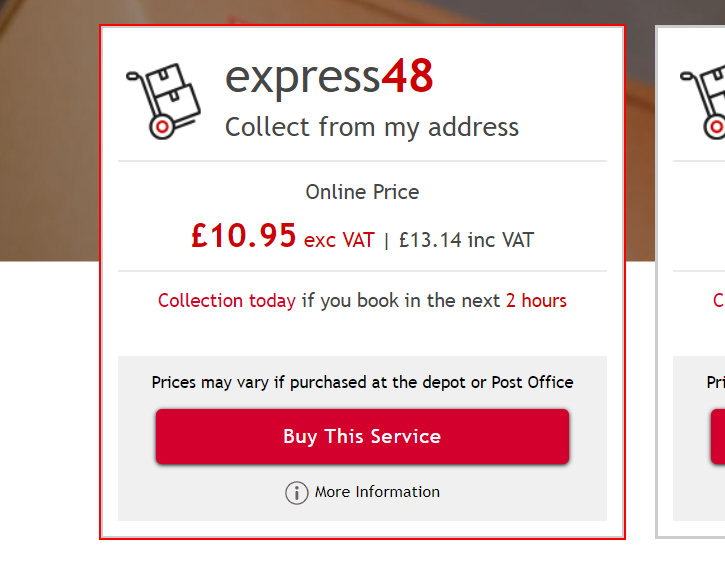 express48
Collect from my address
Online Price
£10.95 exc VAT | £13.14 inc VAT
Collection today if you book in the next 2 hours
Prices may vary if purchased at the depot or Post Office
Buy This Service
More Information